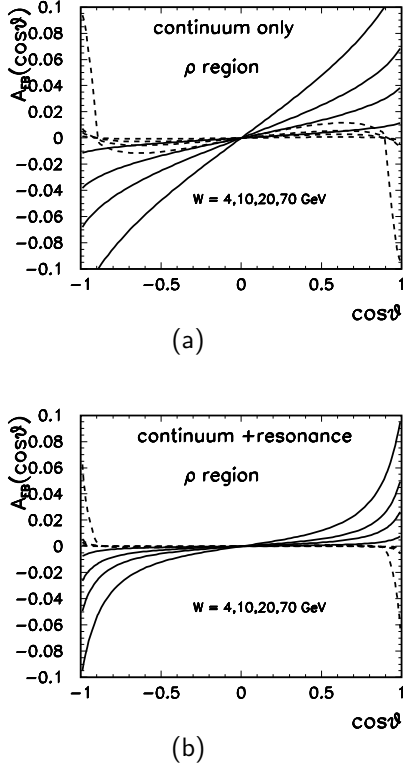 A_FB(cosϑ)
0.1
0.08
0.06
0.04
0.02
0
-0.02
-0.04
-0.06
-0.08
-0.1
continuum only
ρ region
W = 4,10,20,70 GeV
-1
-0.5
0
0.5
1
cosϑ
(a)
A_FB(cosϑ)
0.1
0.08
0.06
0.04
0.02
0
-0.02
-0.04
-0.06
-0.08
-0.1
continuum +resonance
ρ region
W = 4,10,20,70 GeV
-1
-0.5
0
0.5
1
cosϑ
(b)